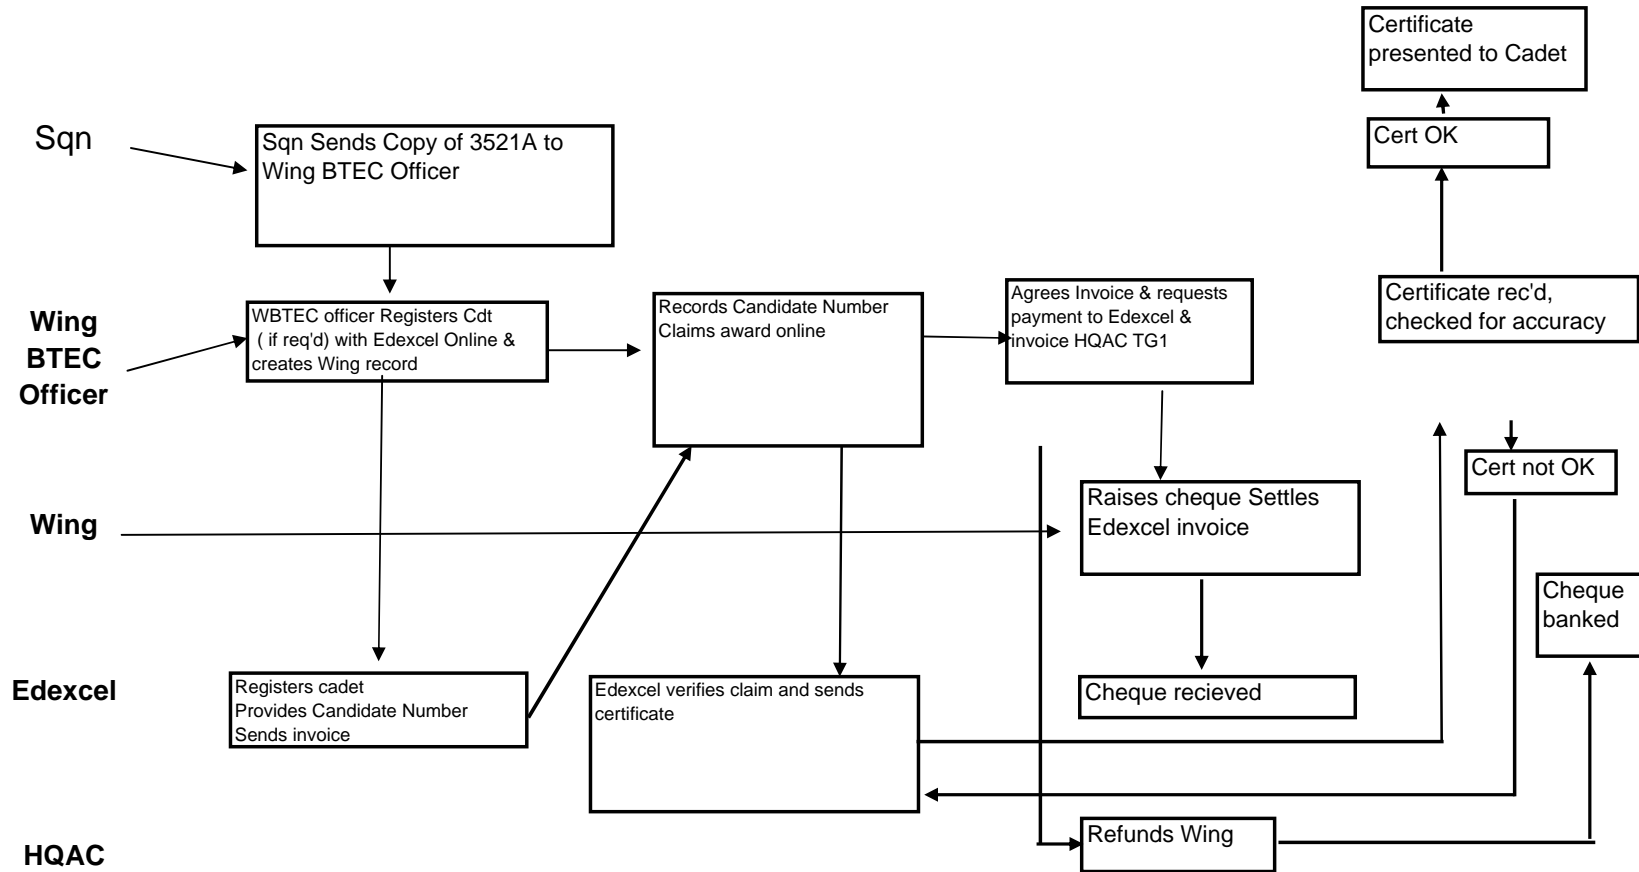 Certificate
presented to Cadet
Cert OK
Sqn
Sqn Sends Copy of 3521A to
Wing BTEC Officer
Wing
BTEC
Officer
WBTEC officer Registers Cdt
( if req'd) with Edexcel Online &
creates Wing record
Records Candidate Number
Claims award online
Agrees Invoice & requests
payment to Edexcel &
invoice HQAC TG1
Certificate rec'd,
checked for accuracy
Cert not OK
Wing
Raises cheque Settles
Edexcel invoice
Cheque
banked
Edexcel
Registers cadet
Provides Candidate Number
Sends invoice
Edexcel verifies claim and sends
certificate
Cheque recieved
HQAC
Refunds Wing